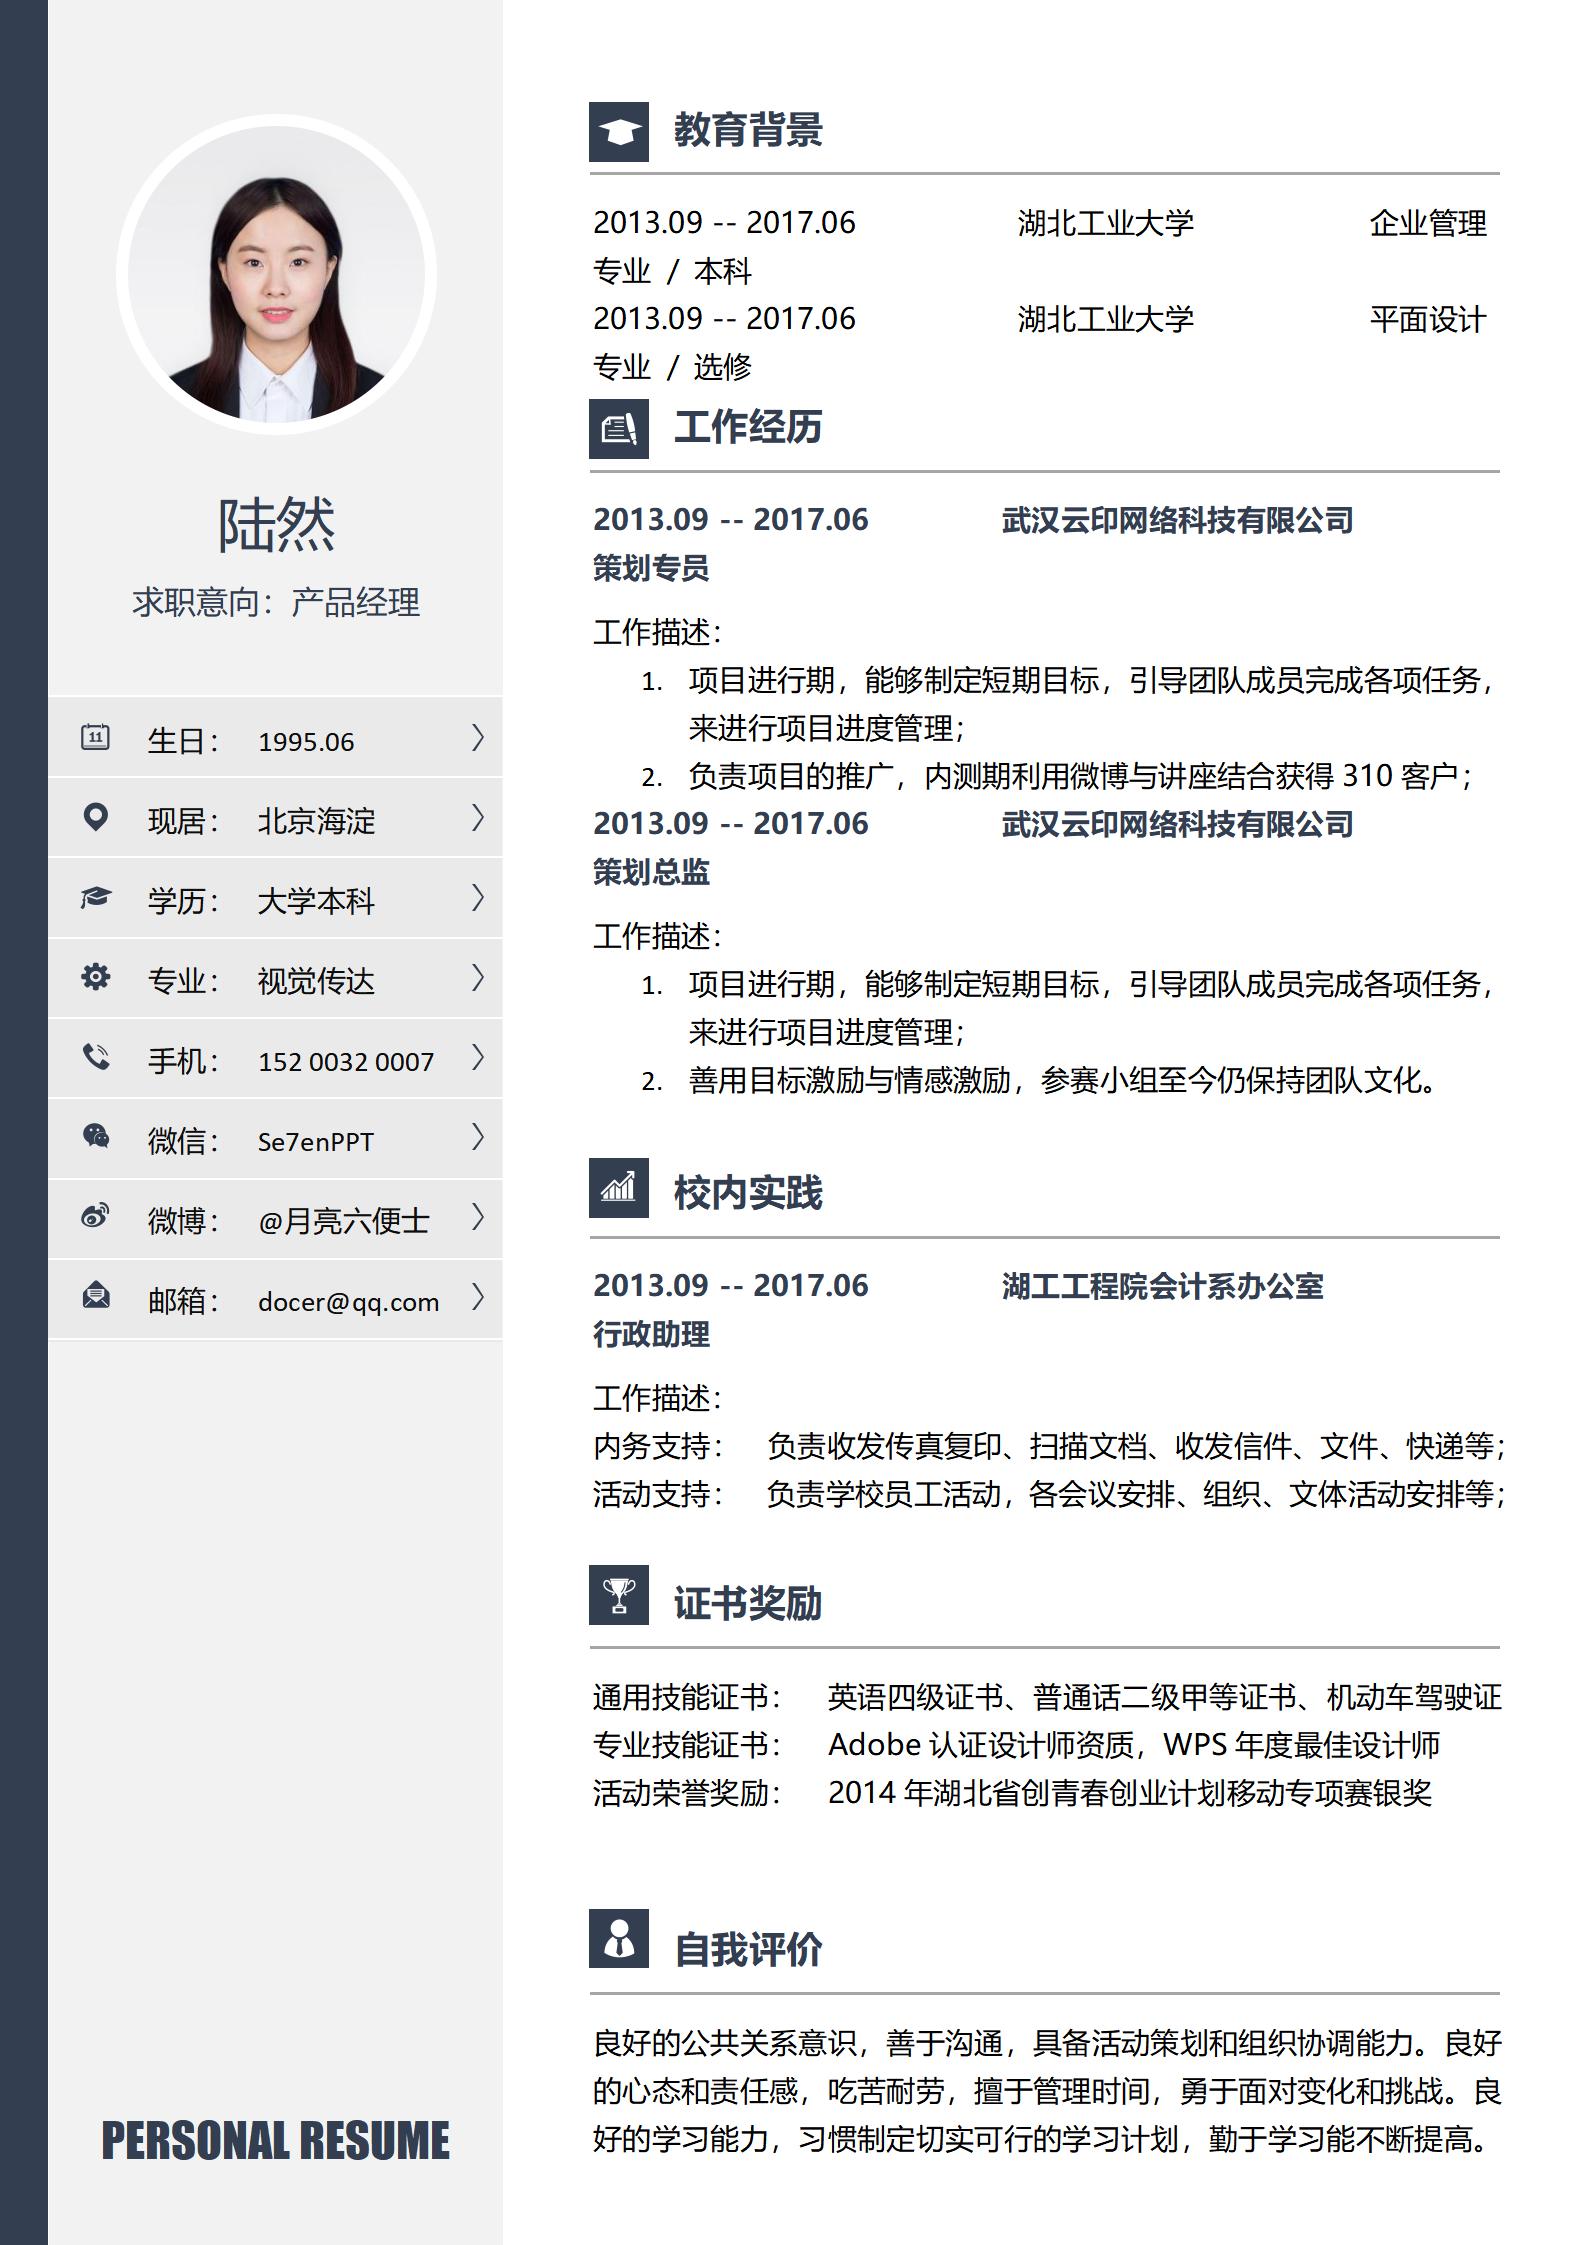 陆然
求职意向：产品经理
11
生日： 1995.06
现居： 北京海淀
学历： 大学本科
专业： 视觉传达
手机： 152 0032 0007
微信： Se7enPPT
微博： @月亮六便士
邮箱： docer@qq.com
PERSONAL RESUME
教育背景
2013.09 -- 2017.06 湖北工业大学 企业管理
专业 / 本科
2013.09 -- 2017.06 湖北工业大学 平面设计
专业 / 选修
工作经历
2013.09 -- 2017.06 武汉云印网络科技有限公司
策划专员
工作描述：
1. 项目进行期，能够制定短期目标，引导团队成员完成各项任务，
来进行项目进度管理；
2. 负责项目的推广，内测期利用微博与讲座结合获得 310 客户；
2013.09 -- 2017.06 武汉云印网络科技有限公司
策划总监
工作描述：
1. 项目进行期，能够制定短期目标，引导团队成员完成各项任务，
来进行项目进度管理；
2. 善用目标激励与情感激励，参赛小组至今仍保持团队文化。
校内实践
2013.09 -- 2017.06 湖工工程院会计系办公室
行政助理
工作描述：
内务支持： 负责收发传真复印、扫描文档、收发信件、文件、快递等；
活动支持： 负责学校员工活动，各会议安排、组织、文体活动安排等；
证书奖励
通用技能证书： 英语四级证书、普通话二级甲等证书、机动车驾驶证
专业技能证书： Adobe 认证设计师资质，WPS 年度最佳设计师
活动荣誉奖励： 2014 年湖北省创青春创业计划移动专项赛银奖
自我评价
良好的公共关系意识，善于沟通，具备活动策划和组织协调能力。良好
的心态和责任感，吃苦耐劳，擅于管理时间，勇于面对变化和挑战。良
好的学习能力，习惯制定切实可行的学习计划，勤于学习能不断提高。